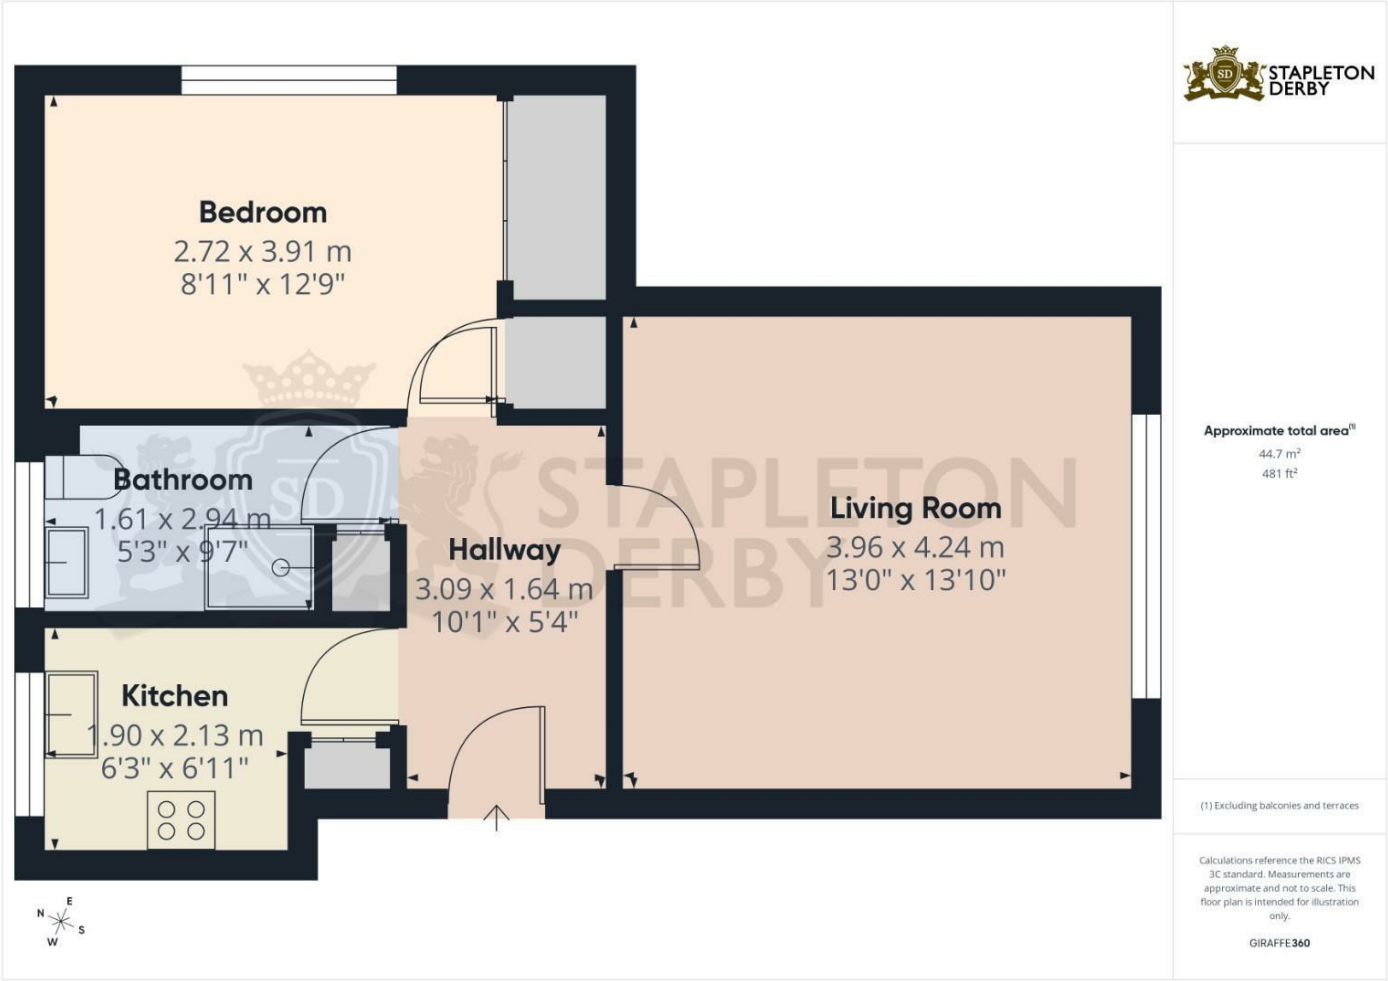 Bedroom
2.72 x 3.91 m
8'11" x 12'9"
Bathroom
1.61 x 2.94 m
5'3" x 9'7"
Hallway
3.09 x 1.64 m
10'1" x 5'4"
Kitchen
1.90 x 2.13 m
6'3" x 6'11"
Living Room
3.96 x 4.24 m
13'0" x 13'10"
SD
STAPLETON
DERBY
N
E
S
W
SD
STAPLETON
DERBY
Approximate total area⁽¹⁾
44.7 m²
481 ft²
(1) Excluding balconies and terraces
Calculations reference the RICS IPMS
3C standard. Measurements are
approximate and not to scale. This
floor plan is intended for illustration
only.
GIRAFFE360